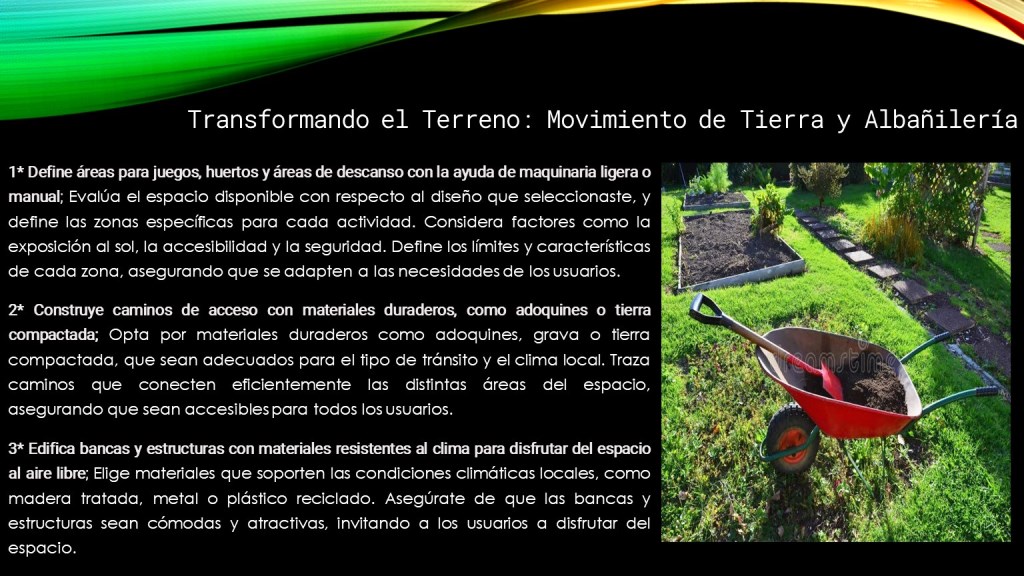 Transformando el Terreno: Movimiento de Tierra y Albañilería
1* Define áreas para juegos, huertos y áreas de descanso con la ayuda de maquinaria ligera o
manual; Evalúa el espacio disponible con respecto al diseño que seleccionaste, y
define las zonas específicas para cada actividad. Considera factores como la
exposición al sol, la accesibilidad y la seguridad. Define los límites y características
de cada zona, asegurando que se adapten a las necesidades de los usuarios.
2* Construye caminos de acceso con materiales duraderos, como adoquines o tierra
compactada; Opta por materiales duraderos como adoquines, grava o tierra
compactada, que sean adecuados para el tipo de tránsito y el clima local. Traza
caminos que conecten eficientemente las distintas áreas del espacio,
asegurando que sean accesibles para todos los usuarios.
3* Edifica bancas y estructuras con materiales resistentes al clima para disfrutar del espacio
al aire libre; Elige materiales que soporten las condiciones climáticas locales, como
madera tratada, metal o plástico reciclado. Asegúrate de que las bancas y
estructuras sean cómodas y atractivas, invitando a los usuarios a disfrutar del
espacio.
dreamstime